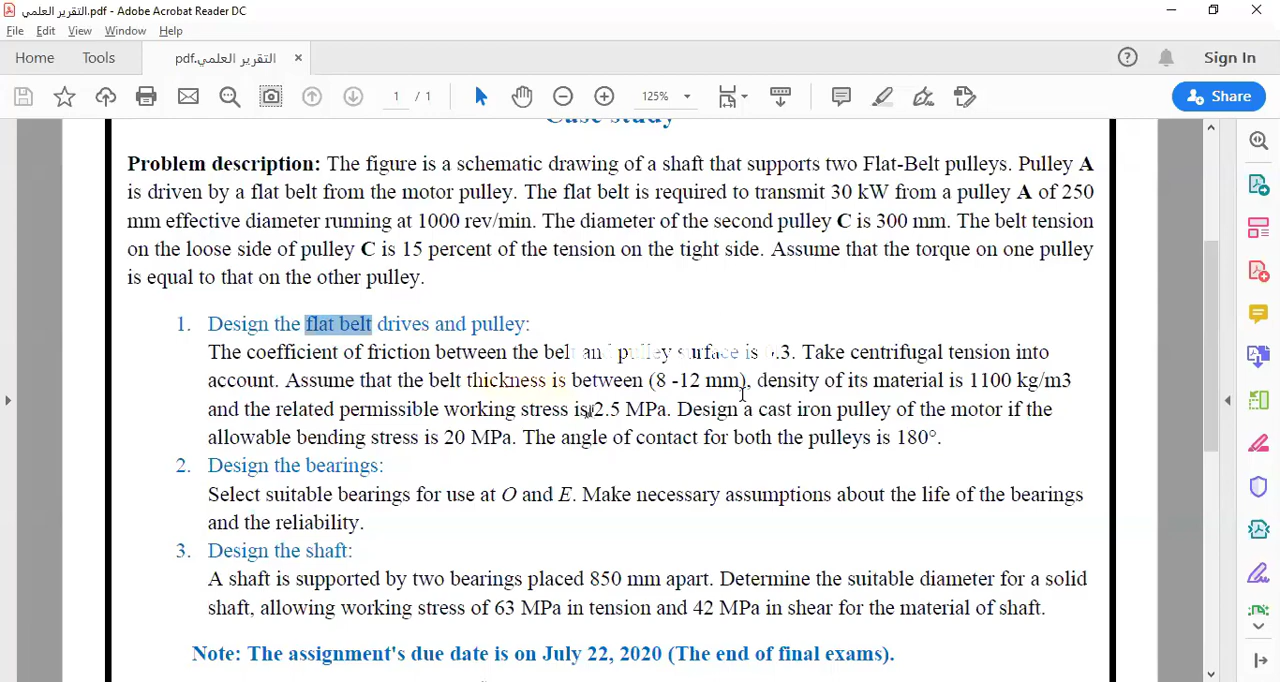 التقرير العلمي.pdf - Adobe Acrobat Reader DC
File Edit View Window Help
Home Tools التقرير العلمي.pdf × Sign In
1 / 1 125% Share
Case study
Problem description: The figure is a schematic drawing of a shaft that supports two Flat-Belt pulleys. Pulley A
is driven by a flat belt from the motor pulley. The flat belt is required to transmit 30 kW from a pulley A of 250
mm effective diameter running at 1000 rev/min. The diameter of the second pulley C is 300 mm. The belt tension
on the loose side of pulley C is 15 percent of the tension on the tight side. Assume that the torque on one pulley
is equal to that on the other pulley.
1. Design the flat belt drives and pulley:
The coefficient of friction between the belt and pulley surface is 0.3. Take centrifugal tension into
account. Assume that the belt thickness is between (8 -12 mm), density of its material is 1100 kg/m3
and the related permissible working stress is 2.5 MPa. Design a cast iron pulley of the motor if the
allowable bending stress is 20 MPa. The angle of contact for both the pulleys is 180°.
2. Design the bearings:
Select suitable bearings for use at O and E. Make necessary assumptions about the life of the bearings
and the reliability.
3. Design the shaft:
A shaft is supported by two bearings placed 850 mm apart. Determine the suitable diameter for a solid
shaft, allowing working stress of 63 MPa in tension and 42 MPa in shear for the material of shaft.
Note: The assignment's due date is on July 22, 2020 (The end of final exams).